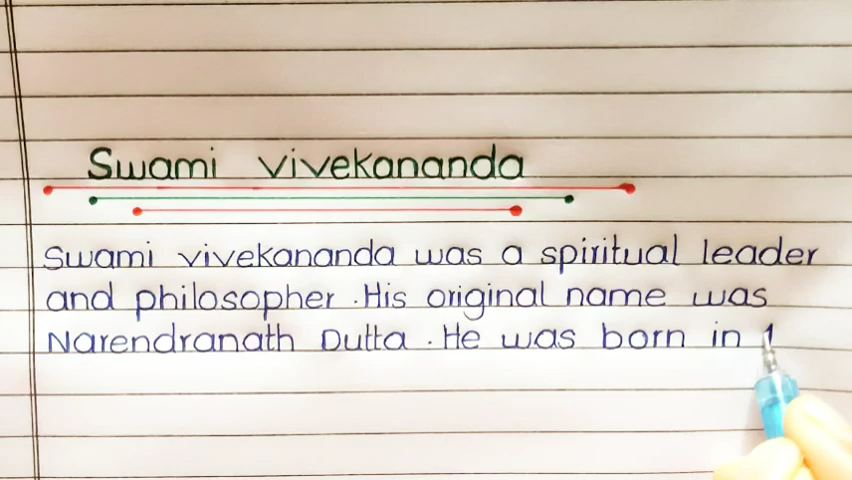 Swami vivekananda
Swami vivekananda was a spiritual leader
and philosopher . His original name was
Narendranath Dutta . He was born in 1